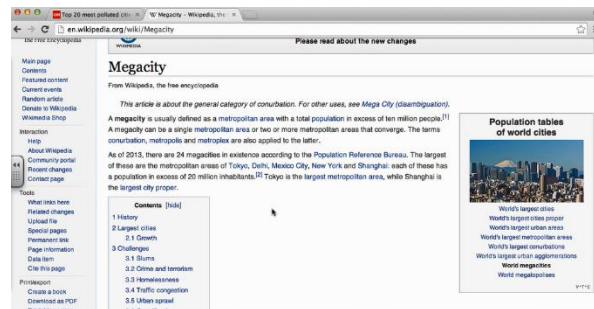 Top 20 most polluted citi
Megacity – Wikipedia, the
en.wikipedia.org/wiki/Megacity
The Free Encyclopedia
WIKIPEDIA
Please read about the new changes
Main page
Contents
Featured content
Current events
Random article
Donate to Wikipedia
Wikimedia Shop
Interaction
Help
About Wikipedia
Community portal
Recent changes
Contact page
Tools
What links here
Related changes
Upload file
Special pages
Permanent link
Page information
Data item
Cite this page
Print/export
Create a book
Download as PDF
Megacity
From Wikipedia, the free encyclopedia
This article is about the general category of conurbation. For other uses, see Mega City (disambiguation).
A megacity is usually defined as a metropolitan area with a total population in excess of ten million people.[1]
A megacity can be a single metropolitan area or two or more metropolitan areas that converge. The terms
conurbation, metropolis and metroplex are also applied to the latter.
As of 2013, there are 24 megacities in existence according to the Population Reference Bureau. The largest
of these are the metropolitan areas of Tokyo, Delhi, Mexico City, New York and Shanghai: each of these has
a population in excess of 20 million inhabitants.[2] Tokyo is the largest metropolitan area, while Shanghai is
the largest city proper.
Contents [hide]
1 History
2 Largest cities
2.1 Growth
3 Challenges
3.1 Slums
3.2 Crime and terrorism
3.3 Homelessness
3.4 Traffic congestion
3.5 Urban sprawl
Population tables
of world cities
World's largest cities
World's largest cities proper
World's largest urban areas
World's largest metropolitan areas
World's largest conurbations
World's largest urban agglomerations
World megacities
World megalopolises
V·T·E